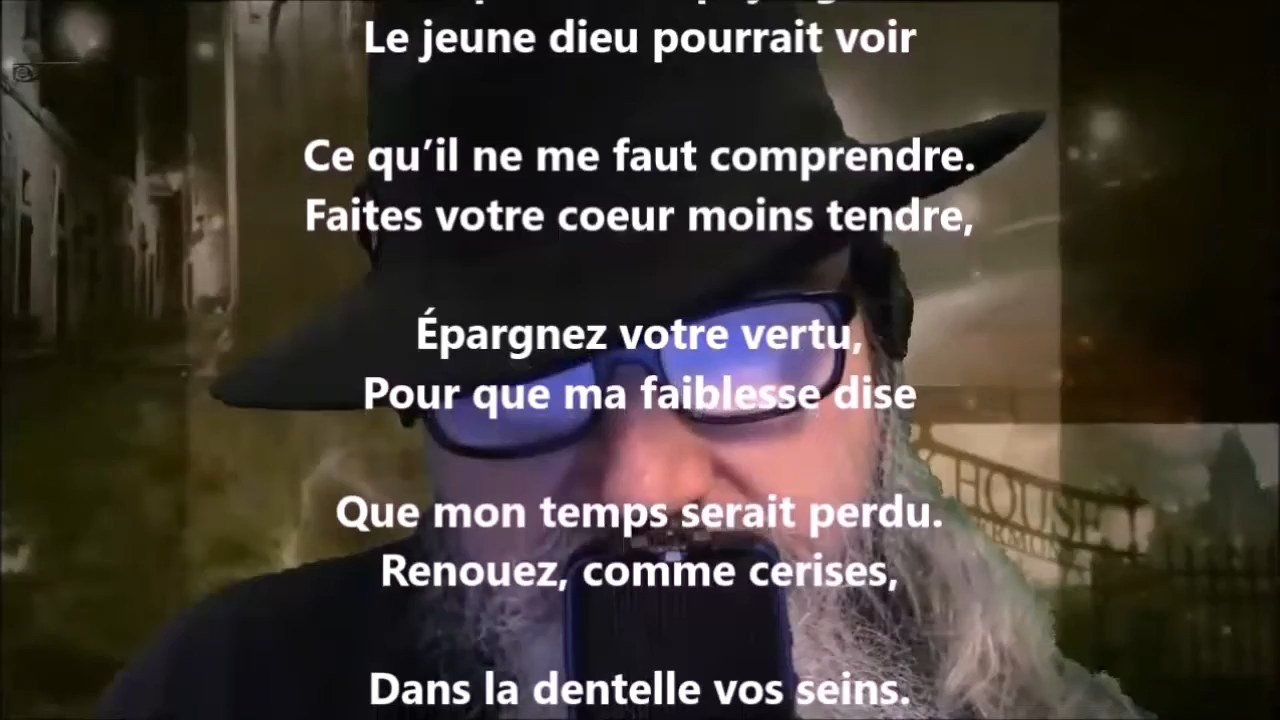 Le jeune dieu pourrait voir
Ce qu’il ne me faut comprendre.
Faites votre coeur moins tendre,
Épargnez votre vertu,
Pour que ma faiblesse dise
Que mon temps serait perdu.
Renouez, comme cerises,
Dans la dentelle vos seins.
HOUSE